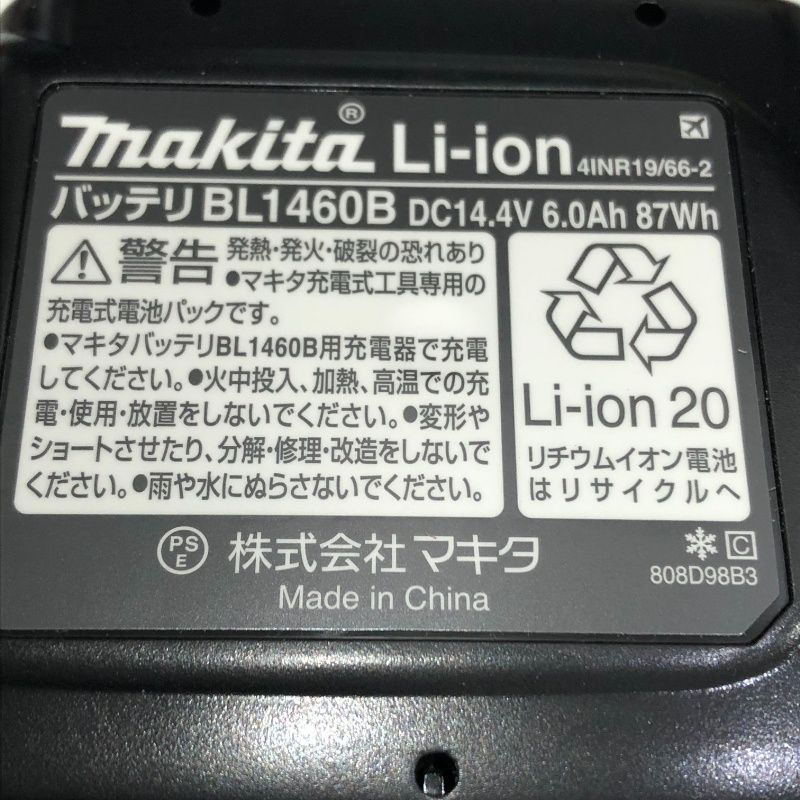 makita® Li-ion 4INR19/66-2
バッテリ BL1460B DC14.4V 6.0Ah 87Wh
警告 発熱・発火・破裂の恐れあり
●マキタ充電式工具専用の
充電式電池パックです。
●マキタバッテリBL1460B用充電器で充電
してください。●火中投入、加熱、高温での充
電・使用・放置をしないでください。●変形や
ショートさせたり、分解・修理・改造をしないで
ください。●雨や水にぬらさないでください。
Li-ion 20
リチウムイオン電池
はリサイクルへ
PS
E
株式会社 マキタ
Made in China
C
808D98B3